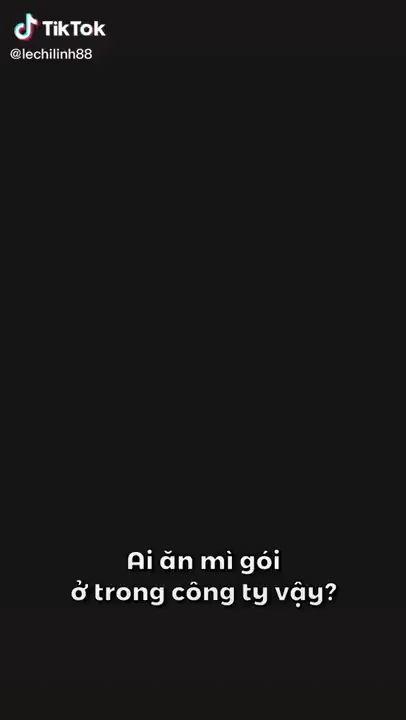 TikTok
@lechilinh88
Ai ăn mì gói
ở trong công ty vậy?